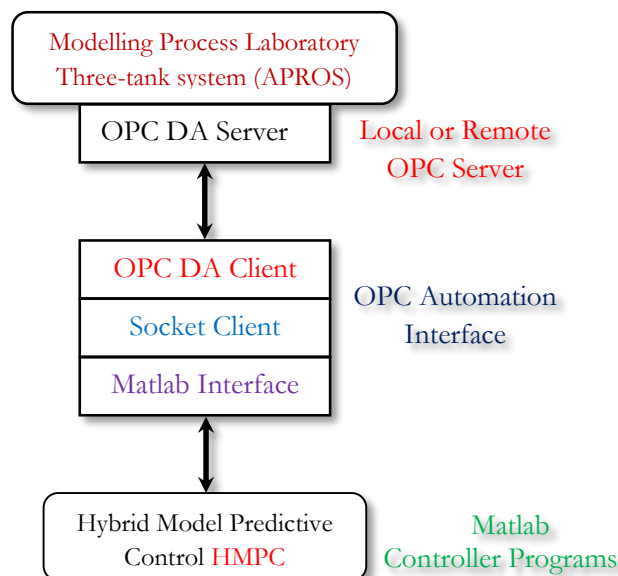 Modelling Process Laboratory
Three-tank system (APROS)
OPC DA Server
Local or Remote
OPC Server
OPC DA Client
Socket Client
Matlab Interface
OPC Automation
Interface
Hybrid Model Predictive
Control HMPC
Matlab
Controller Programs